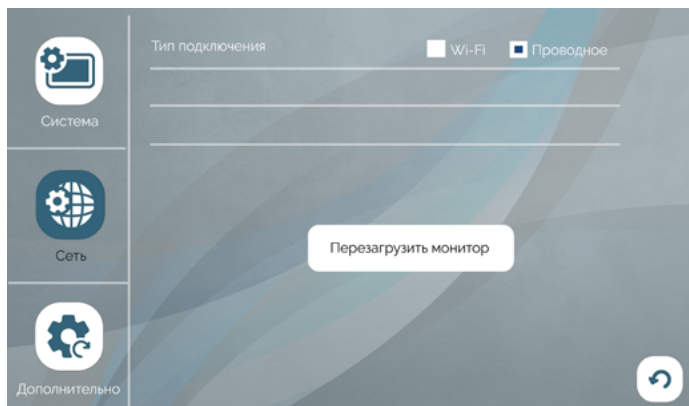 Тип подключения
Wi-Fi
Проводное
Система
Сеть
Перезагрузить монитор
Дополнительно